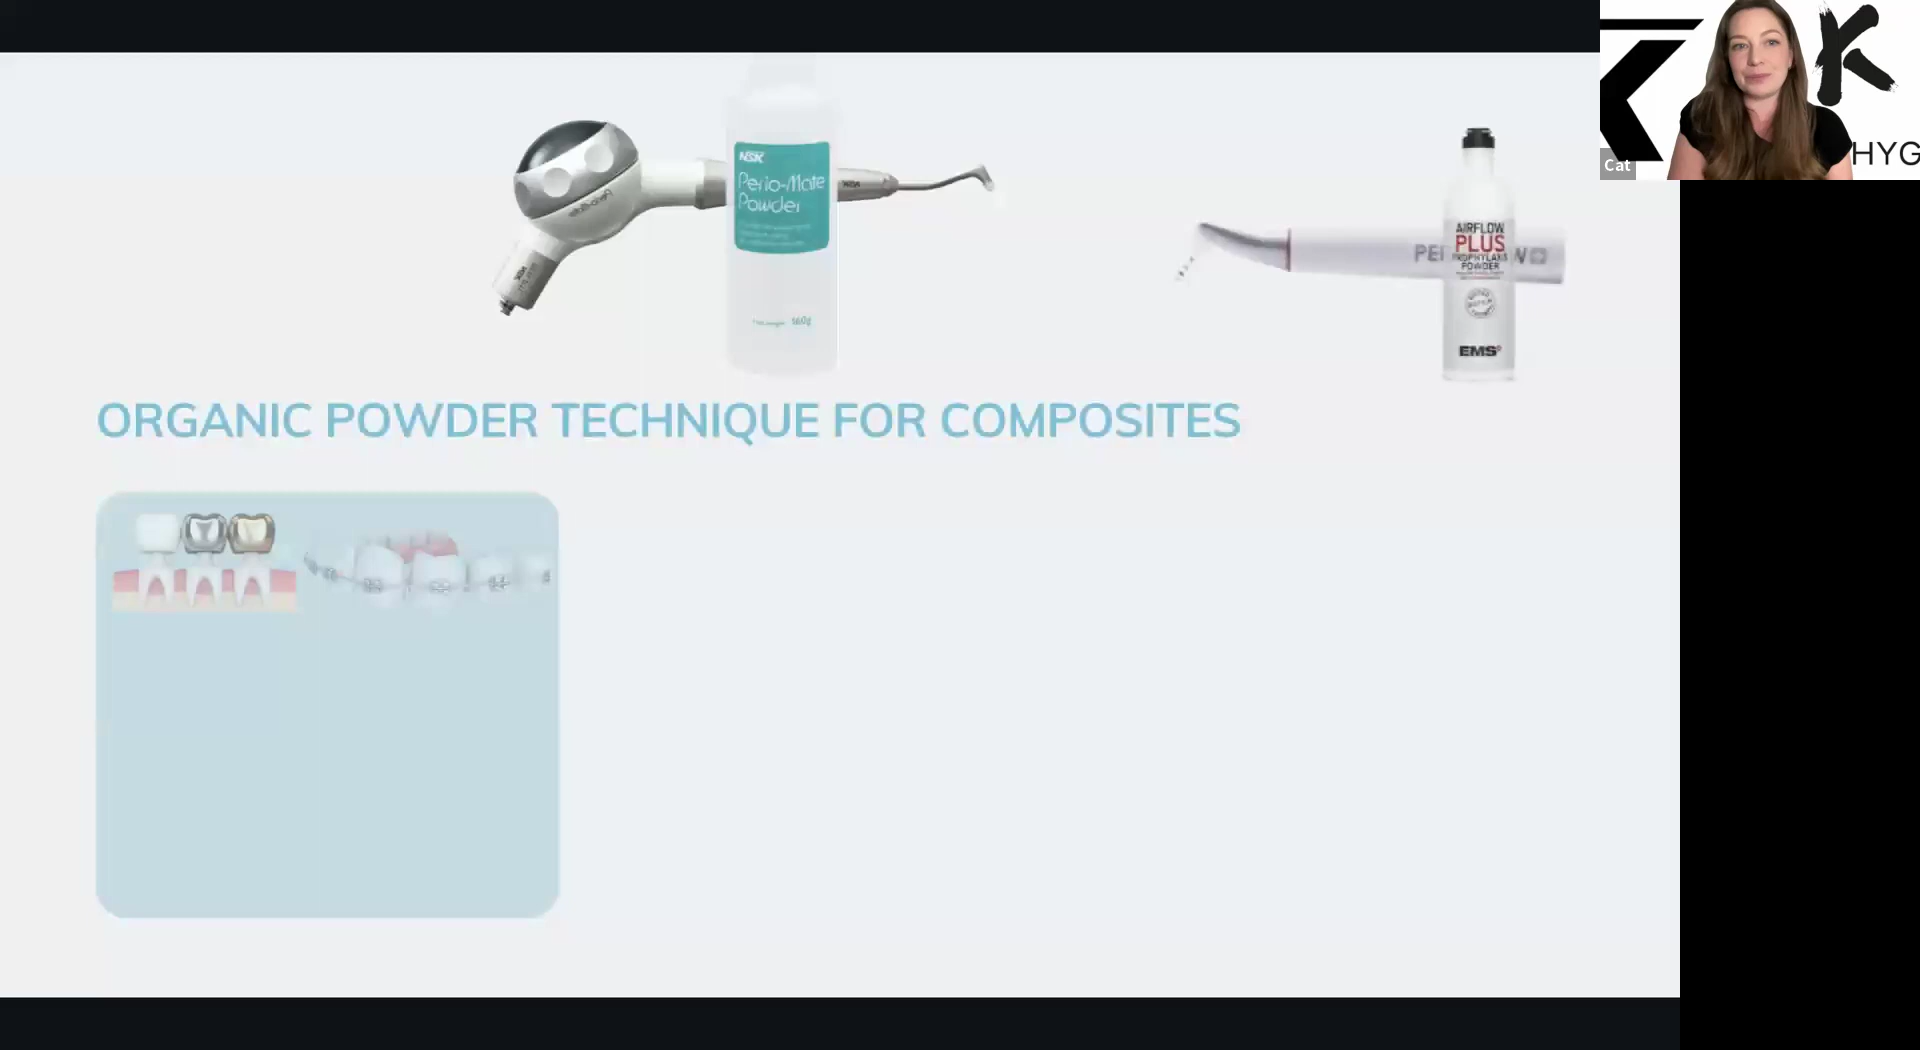 NSK
Perio-Mate
Powder
160g
AIRFLOW
PLUS
PROPHYLAXIS
POWDER
EMS
ORGANIC POWDER TECHNIQUE FOR COMPOSITES
Cat
HYG